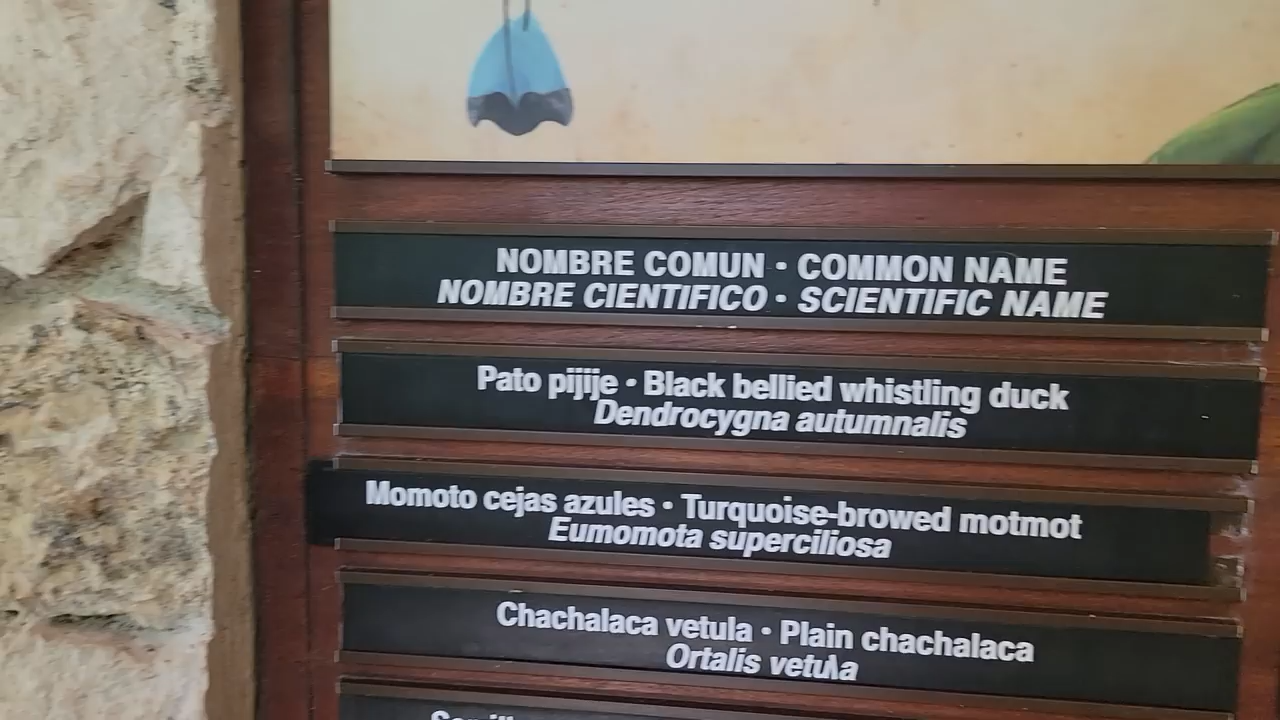 NOMBRE COMUN • COMMON NAME
NOMBRE CIENTIFICO • SCIENTIFIC NAME
Pato pijije • Black bellied whistling duck
Dendrocygna autumnalis
Momoto cejas azules • Turquoise-browed motmot
Eumomota superciliosa
Chachalaca vetula • Plain chachalaca
Ortalis vetula